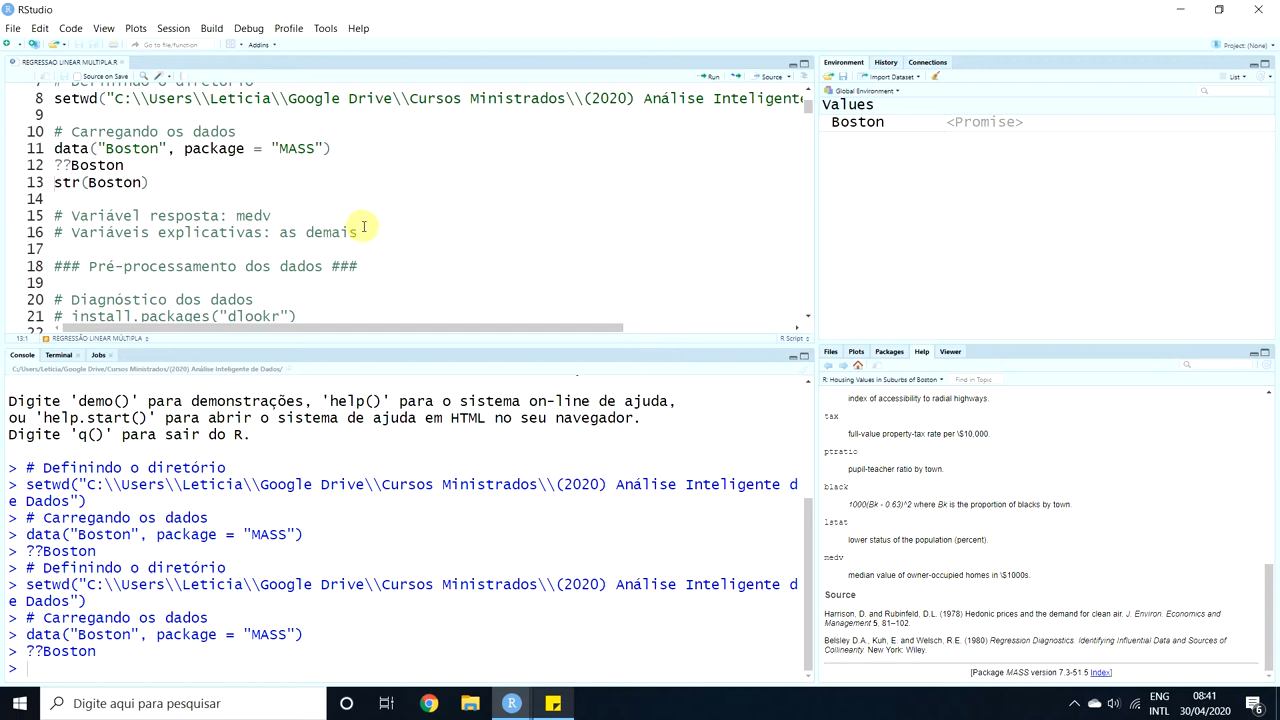 RStudio
File Edit Code View Plots Session Build Debug Profile Tools Help
Go to file/function Addins Project: (None)
REGRESSÃO LINEAR MÚLTIPLA.R
Source on Save Run Source
8 setwd("C:\\Users\\Leticia\\Google Drive\\Cursos Ministrados\\(2020) Análise Inteligente
9
10 # Carregando os dados
11 data("Boston", package = "MASS")
12 ??Boston
13 str(Boston)
14
15 # Variável resposta: medv
16 # Variáveis explicativas: as demais
17
18 ### Pré-processamento dos dados ###
19
20 # Diagnóstico dos dados
21 # install.packages("dlookr")
13:1 REGRESSÃO LINEAR MÚLTIPLA R Script
Console Terminal Jobs
C:/Users/Leticia/Google Drive/Cursos Ministrados/(2020) Análise Inteligente de Dados/
Digite 'demo()' para demonstrações, 'help()' para o sistema on-line de ajuda,
ou 'help.start()' para abrir o sistema de ajuda em HTML no seu navegador.
Digite 'q()' para sair do R.
> # Definindo o diretório
> setwd("C:\\Users\\Leticia\\Google Drive\\Cursos Ministrados\\(2020) Análise Inteligente d
e Dados")
> # Carregando os dados
> data("Boston", package = "MASS")
> ??Boston
> # Definindo o diretório
> setwd("C:\\Users\\Leticia\\Google Drive\\Cursos Ministrados\\(2020) Análise Inteligente d
e Dados")
> # Carregando os dados
> data("Boston", package = "MASS")
> ??Boston
>
Environment History Connections
Import Dataset List
Global Environment
Values
Boston <Promise>
Files Plots Packages Help Viewer
R: Housing Values in Suburbs of Boston Find in Topic
index of accessibility to radial highways.
tax
full-value property-tax rate per \$10,000.
ptratio
pupil-teacher ratio by town.
black
1000(Bk - 0.63)^2 where Bk is the proportion of blacks by town.
lstat
lower status of the population (percent).
medv
median value of owner-occupied homes in \$1000s.
Source
Harrison, D. and Rubinfeld, D.L. (1978) Hedonic prices and the demand for clean air. J. Environ. Economics and
Management 5, 81–102.
Belsley D.A., Kuh, E. and Welsch, R.E. (1980) Regression Diagnostics. Identifying Influential Data and Sources of
Collinearity. New York: Wiley.
[Package MASS version 7.3-51.5 Index]
Digite aqui para pesquisar
ENG 08:41
INTL 30/04/2020 6